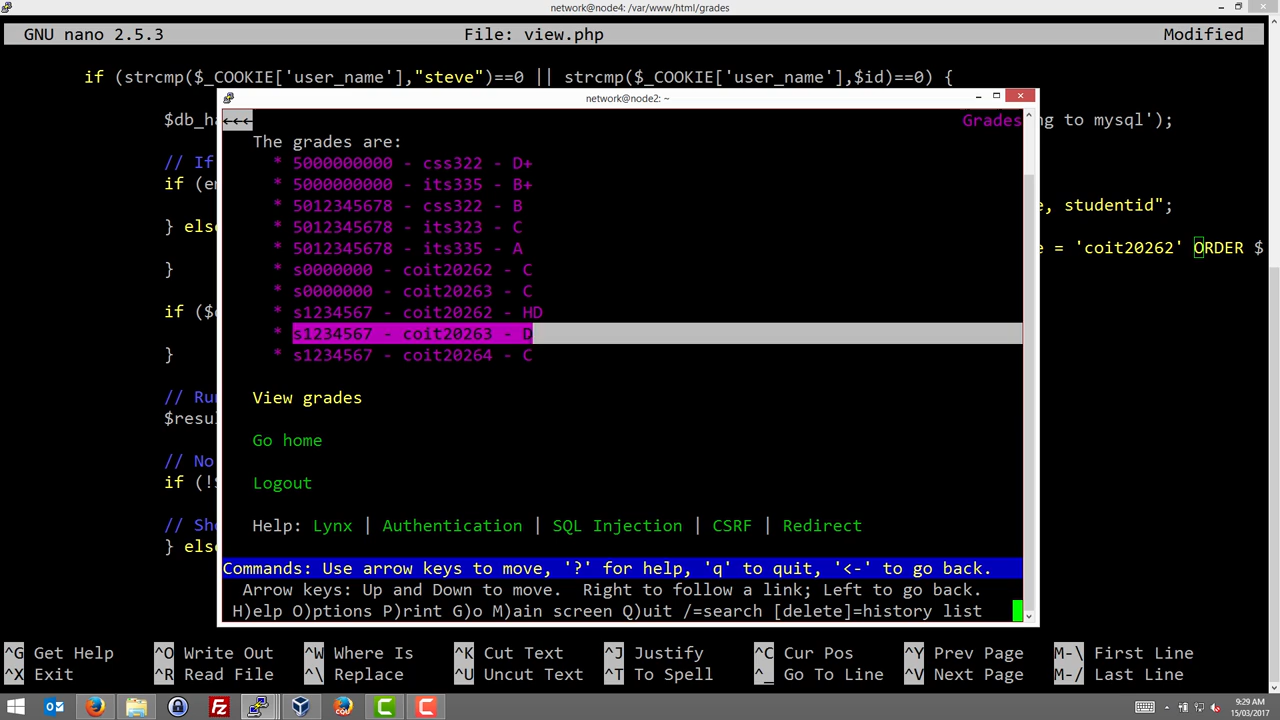 network@node4: /var/www/html/grades
GNU nano 2.5.3 File: view.php Modified
if (strcmp($_COOKIE['user_name'],"steve")==0 || strcmp($_COOKIE['user_name'],$id)==0) {
network@node2: ~
$db_ha
ng to mysql');
←←←
Grades
The grades are:
// If
* 5000000000 - css322 - D+
if (en
* 5000000000 - its335 - B+
* 5012345678 - css322 - B
e, studentid";
} else
* 5012345678 - its323 - C
* 5012345678 - its335 - A
e = 'coit20262' ORDER $
}
* s0000000 - coit20262 - C
* s0000000 - coit20263 - C
if ($
* s1234567 - coit20262 - HD
* s1234567 - coit20263 - D
}
* s1234567 - coit20264 - C
// Ru
View grades
$resu
Go home
// No
if (!
Logout
// Sh
Help: Lynx | Authentication | SQL Injection | CSRF | Redirect
} else
Commands: Use arrow keys to move, '?' for help, 'q' to quit, '<-' to go back.
Arrow keys: Up and Down to move. Right to follow a link; Left to go back.
H)elp O)ptions P)rint G)o M)ain screen Q)uit /=search [delete]=history list
^G Get Help ^O Write Out ^W Where Is ^K Cut Text ^J Justify ^C Cur Pos ^Y Prev Page M-\ First Line
^X Exit ^R Read File ^\ Replace ^U Uncut Text ^T To Spell ^_ Go To Line ^V Next Page M-/ Last Line
9:29 AM
15/03/2017